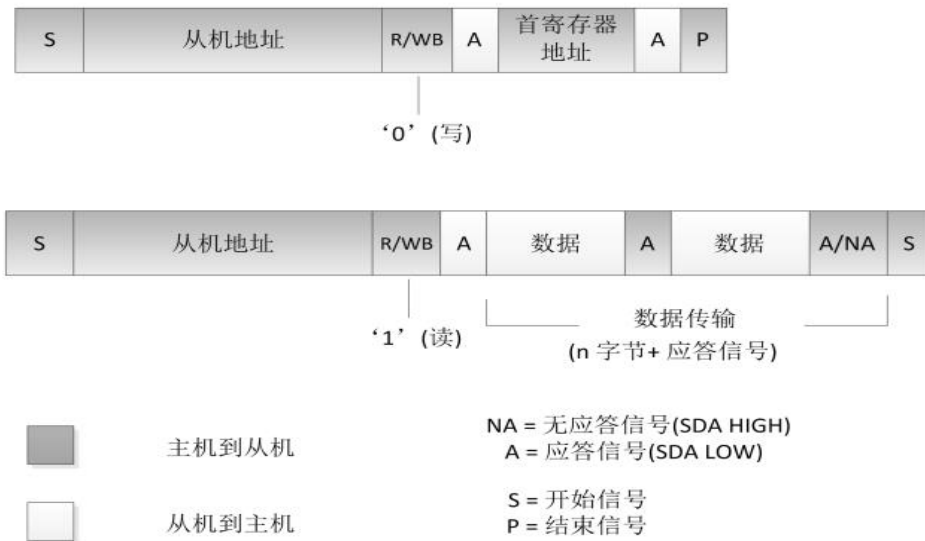 S 从机地址 R/WB A 首寄存器地址 A P
‘0’ (写)
S 从机地址 R/WB A 数据 A 数据 A/NA S
‘1’ (读)
数据传输
(n 字节+ 应答信号)
主机到从机
NA = 无应答信号(SDA HIGH)
A = 应答信号(SDA LOW)
从机到主机
S = 开始信号
P = 结束信号